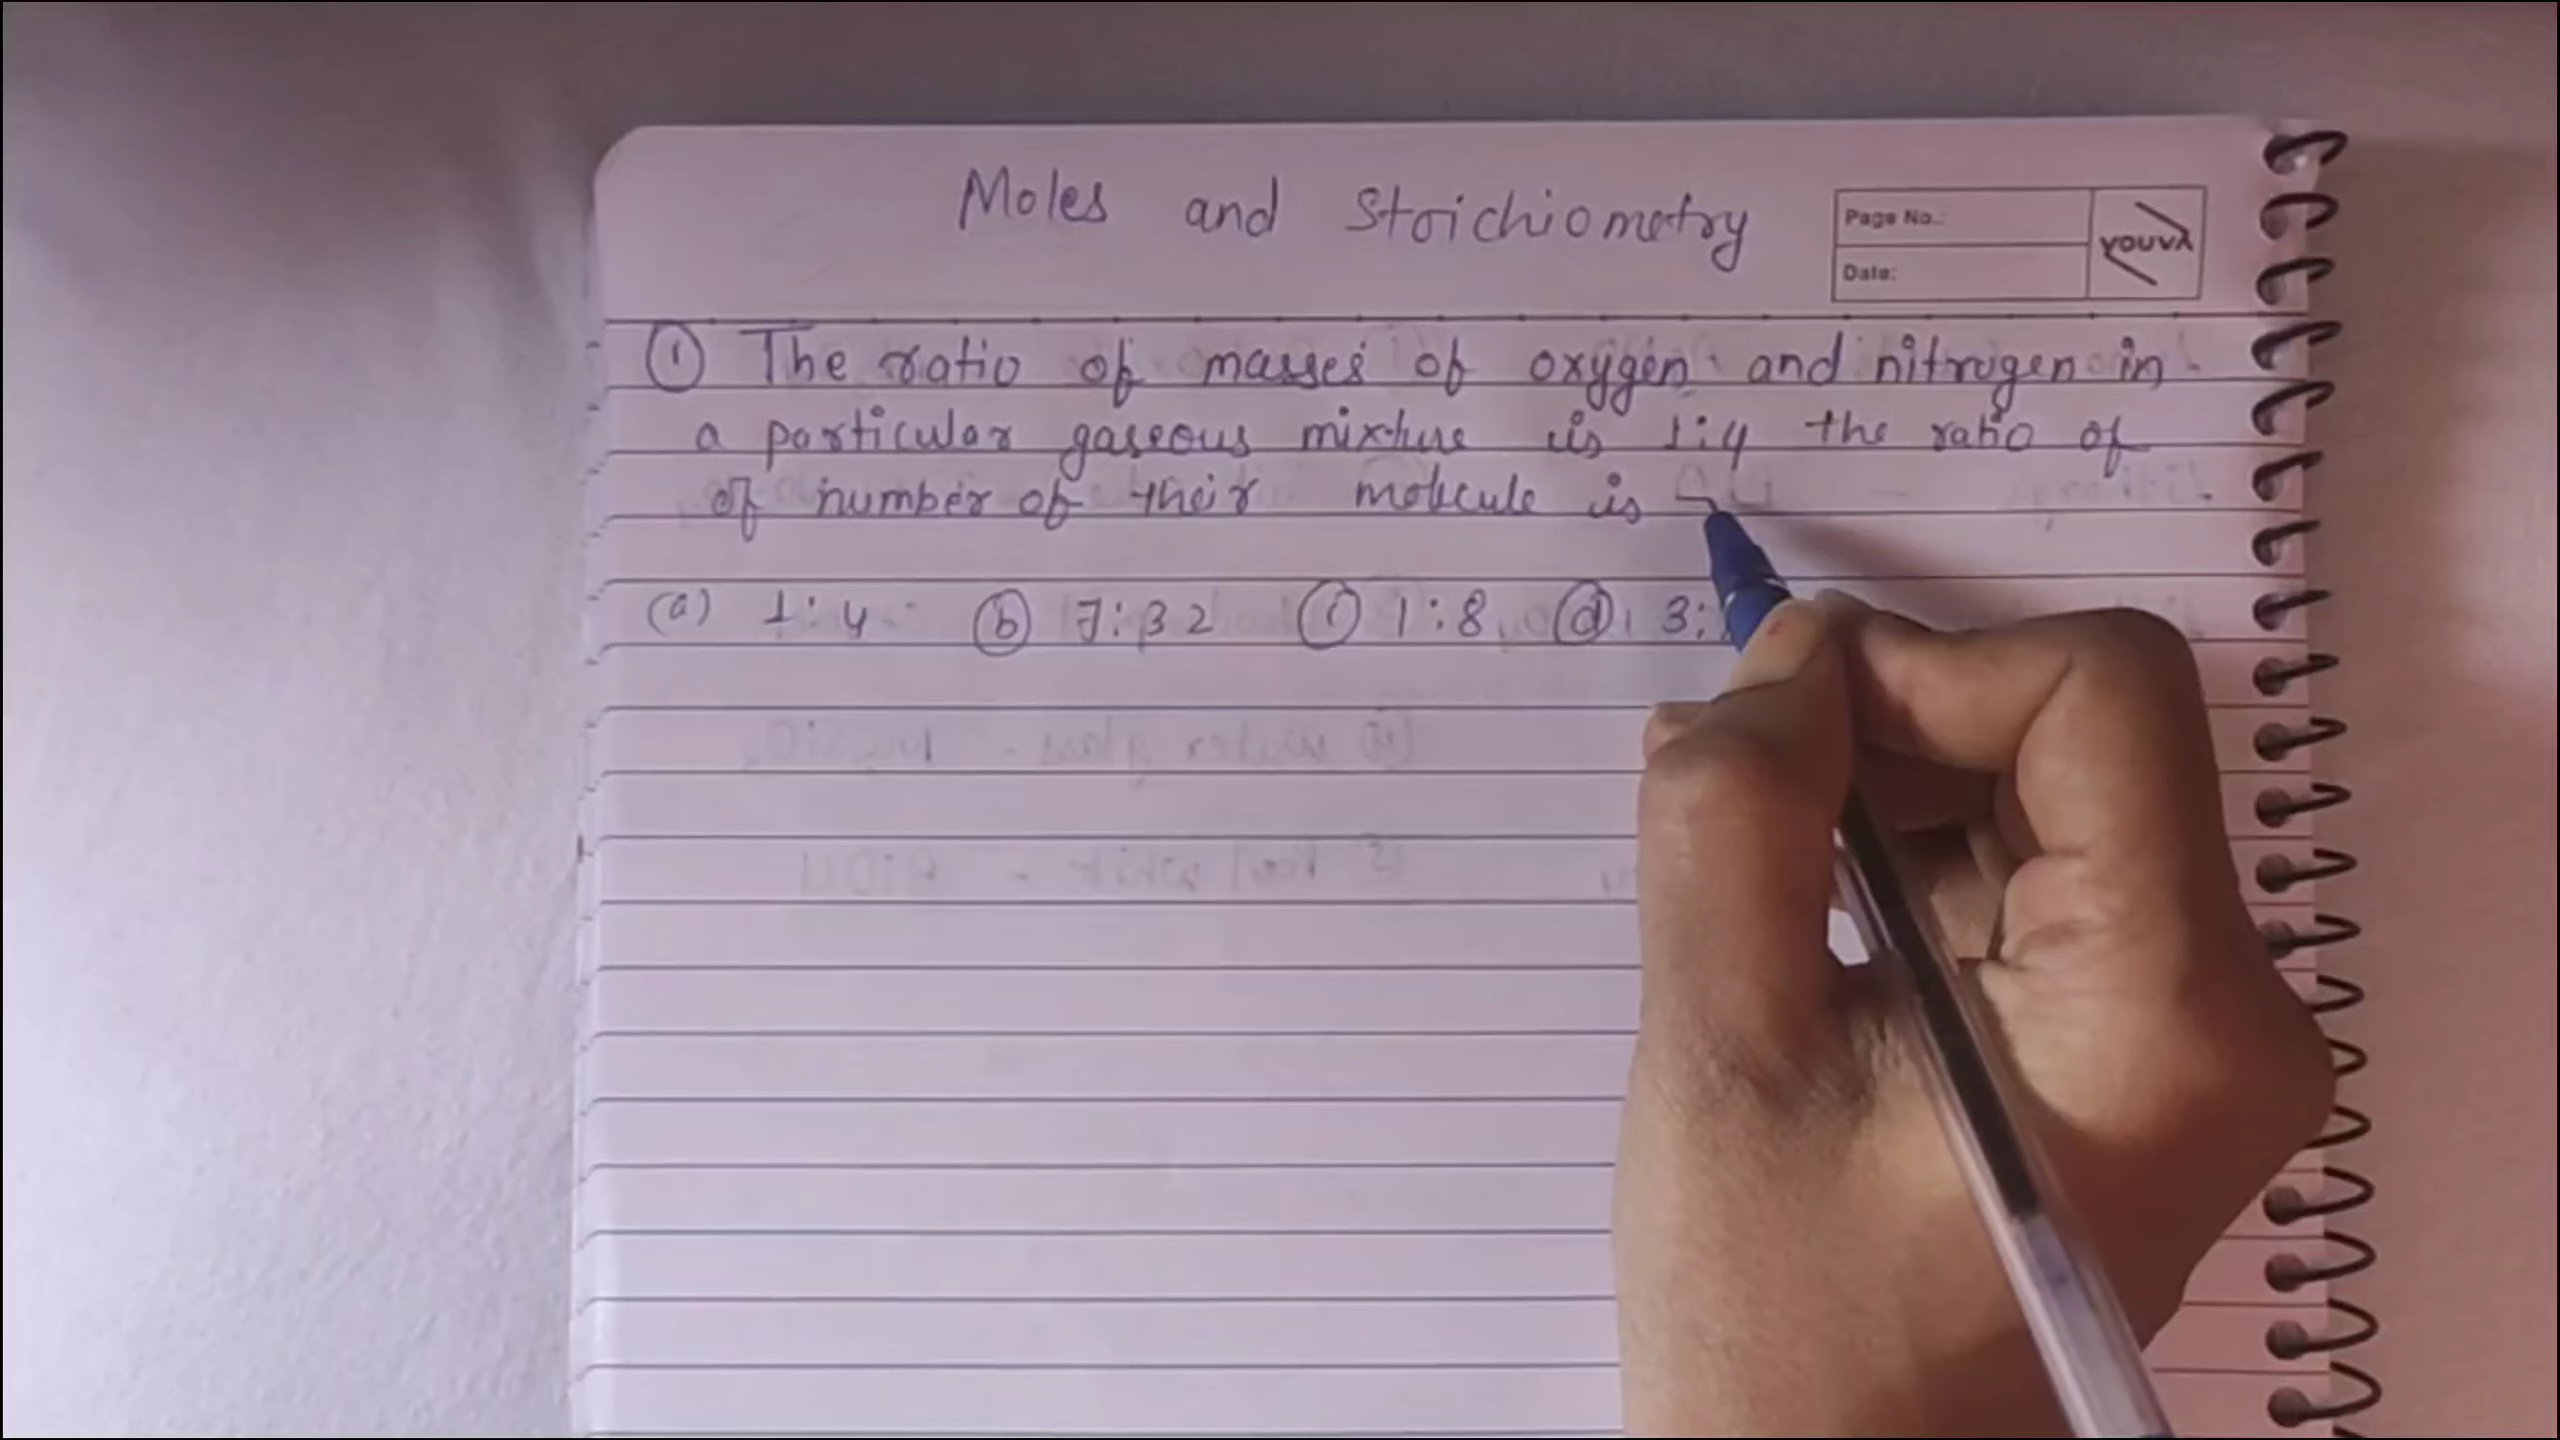 Moles and Stoichiometry
Page No.:
Date:
youva
① The ratio of masses of oxygen and nitrogen in
a particular gaseous mixture is 1:4 the ratio of
of number of their molecule is
(a) 1:4 ⓑ 7:32 ⓒ 1:8 ⓓ 3: